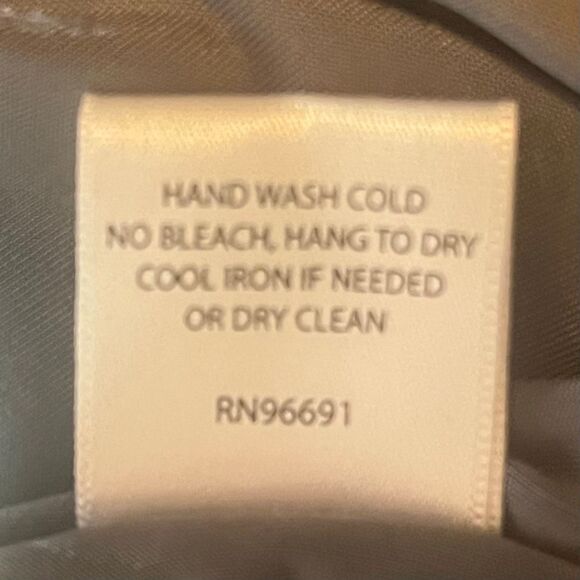 HAND WASH COLD
NO BLEACH, HANG TO DRY
COOL IRON IF NEEDED
OR DRY CLEAN
RN96691